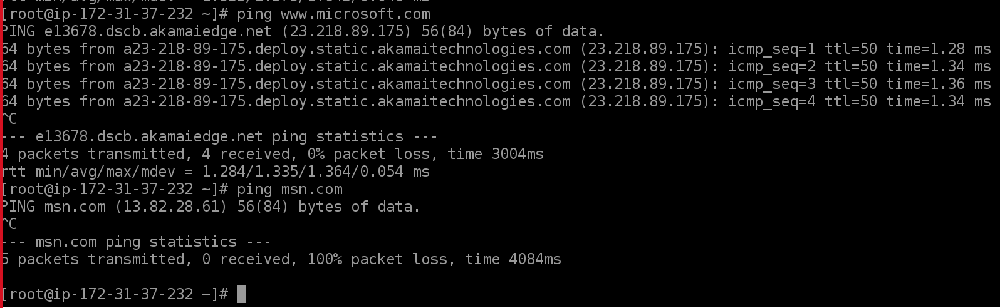 [root@ip-172-31-37-232 ~]# ping www.microsoft.com
PING e13678.dscb.akamaiedge.net (23.218.89.175) 56(84) bytes of data.
64 bytes from a23-218-89-175.deploy.static.akamaitechnologies.com (23.218.89.175): icmp_seq=1 ttl=50 time=1.28 ms
64 bytes from a23-218-89-175.deploy.static.akamaitechnologies.com (23.218.89.175): icmp_seq=2 ttl=50 time=1.34 ms
64 bytes from a23-218-89-175.deploy.static.akamaitechnologies.com (23.218.89.175): icmp_seq=3 ttl=50 time=1.36 ms
64 bytes from a23-218-89-175.deploy.static.akamaitechnologies.com (23.218.89.175): icmp_seq=4 ttl=50 time=1.34 ms
^C
--- e13678.dscb.akamaiedge.net ping statistics ---
4 packets transmitted, 4 received, 0% packet loss, time 3004ms
rtt min/avg/max/mdev = 1.284/1.335/1.364/0.054 ms
[root@ip-172-31-37-232 ~]# ping msn.com
PING msn.com (13.82.28.61) 56(84) bytes of data.
^C
--- msn.com ping statistics ---
5 packets transmitted, 0 received, 100% packet loss, time 4084ms
[root@ip-172-31-37-232 ~]#